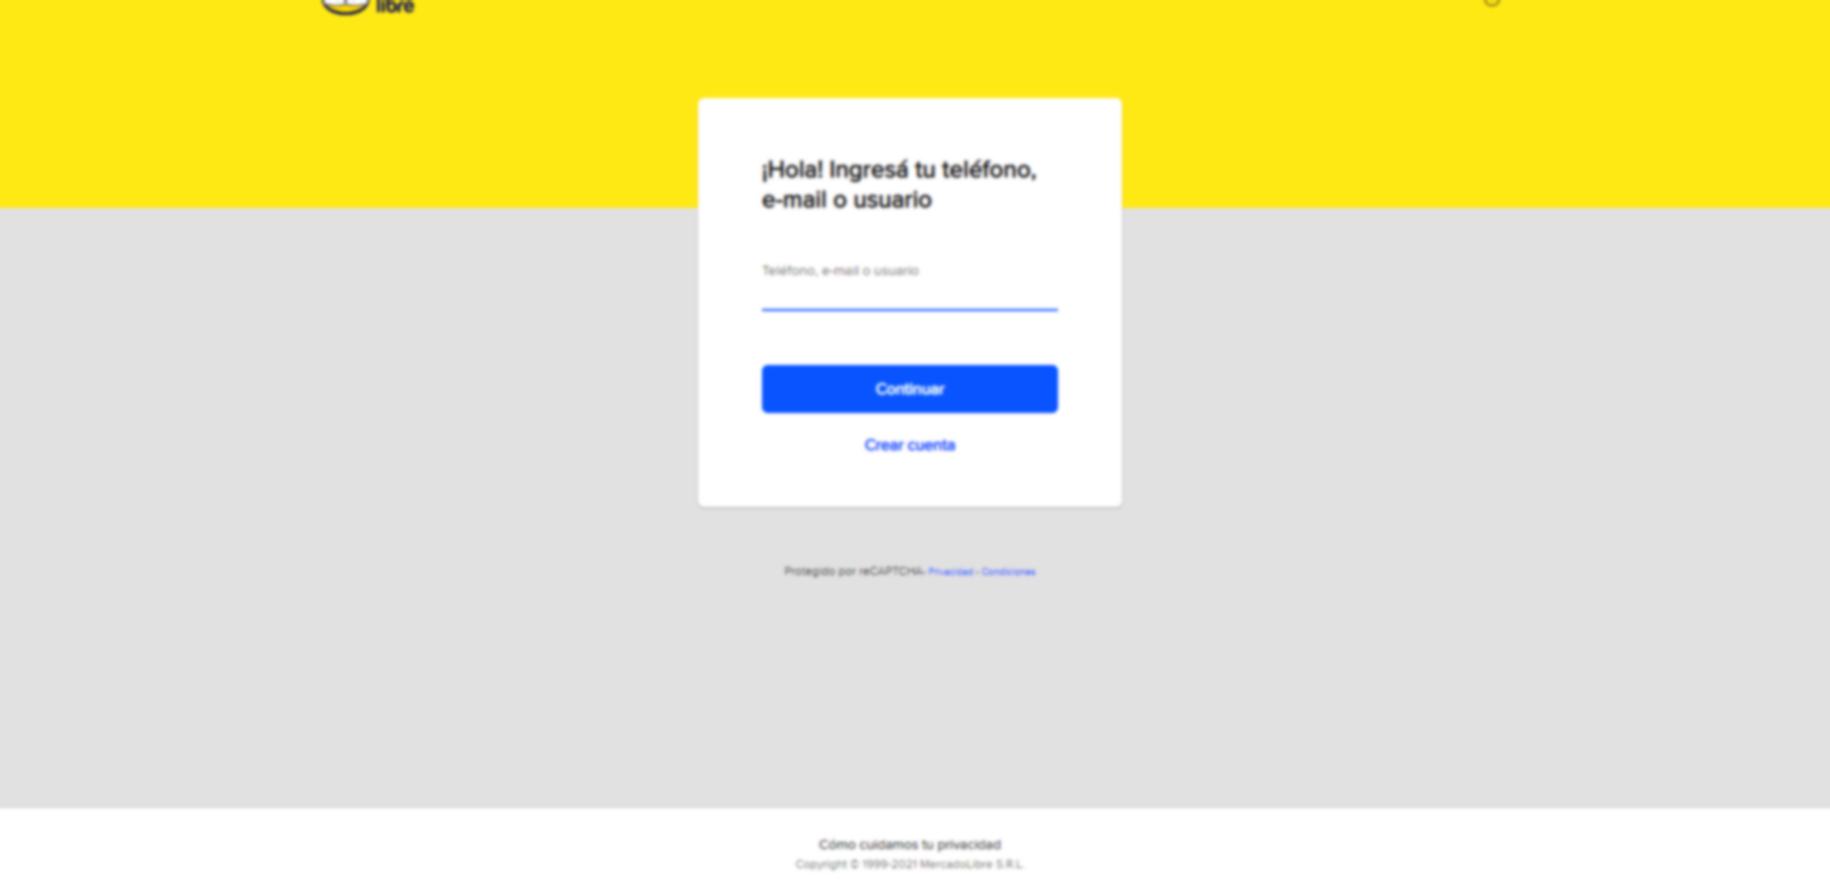 libre
¡Hola! Ingresá tu teléfono,
e-mail o usuario
Teléfono, e-mail o usuario
Continuar
Crear cuenta
Protegido por reCAPTCHA- Privacidad - Condiciones
Cómo cuidamos tu privacidad
Copyright © 1999-2021 MercadoLibre S.R.L.